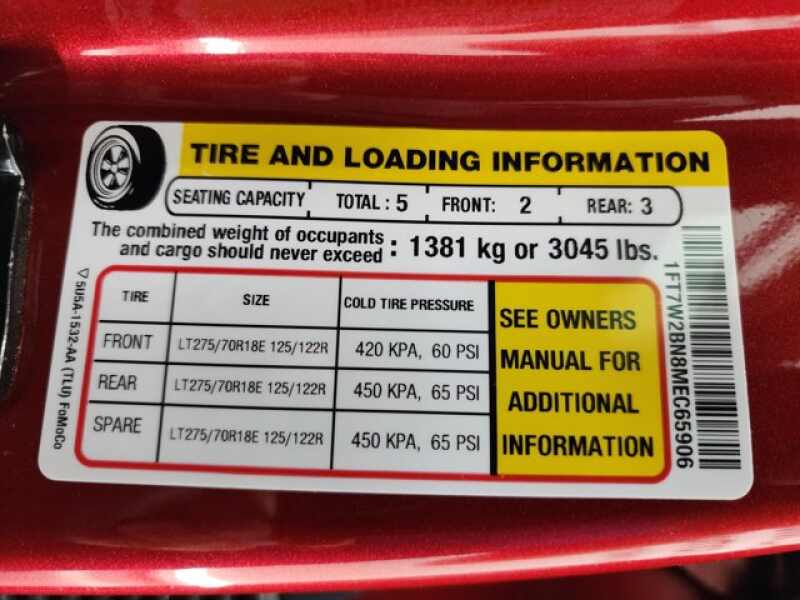 TIRE AND LOADING INFORMATION
SEATING CAPACITY TOTAL : 5 FRONT: 2 REAR: 3
The combined weight of occupants
and cargo should never exceed : 1381 kg or 3045 lbs.
TIRE SIZE COLD TIRE PRESSURE
FRONT LT275/70R18E 125/122R 420 KPA, 60 PSI
REAR LT275/70R18E 125/122R 450 KPA, 65 PSI
SPARE LT275/70R18E 125/122R 450 KPA, 65 PSI
SEE OWNERS
MANUAL FOR
ADDITIONAL
INFORMATION
5U5A-1532-AA (TLU) FoMoCo
1FT7W2BN8MEC65906